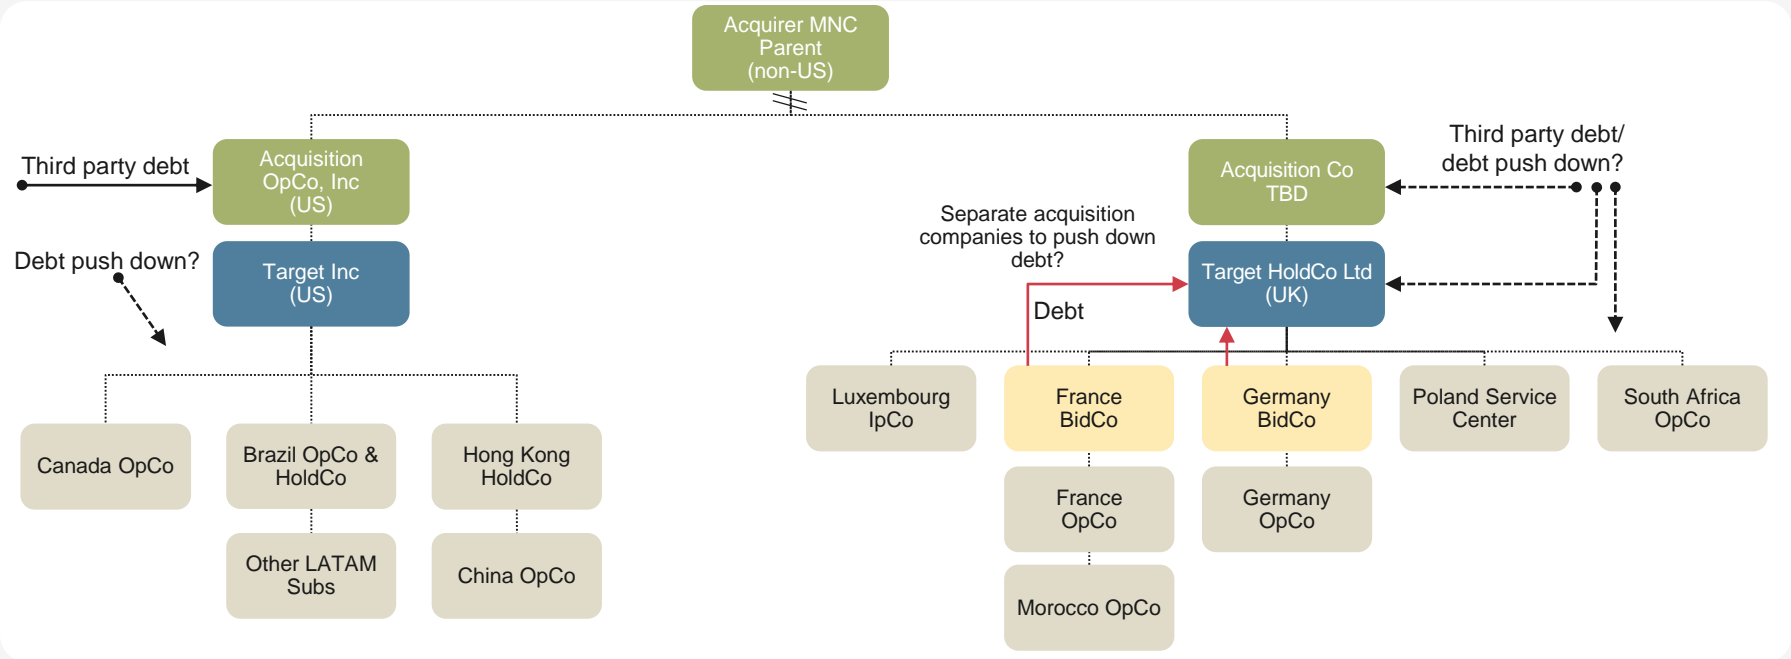 Acquirer MNC
Parent
(non-US)
Third party debt
Acquisition
OpCo, Inc
(US)
Acquisition Co
TBD
Third party debt/
debt push down?
Separate acquisition
companies to push down
debt?
Debt push down?
Target Inc
(US)
Target HoldCo Ltd
(UK)
Debt
Luxembourg
IpCo
France
BidCo
Germany
BidCo
Poland Service
Center
South Africa
OpCo
Canada OpCo
Brazil OpCo &
HoldCo
Hong Kong
HoldCo
France
OpCo
Germany
OpCo
Other LATAM
Subs
China OpCo
Morocco OpCo